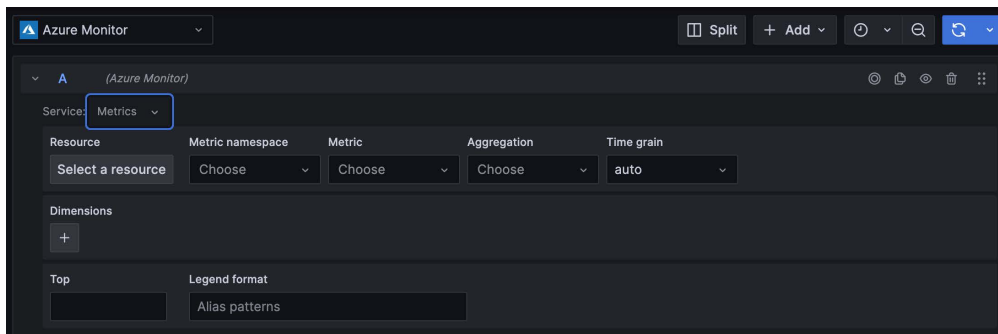 Azure Monitor
Split
+ Add
A (Azure Monitor)
Service: Metrics
Resource Metric namespace Metric Aggregation Time grain
Select a resource Choose Choose Choose auto
Dimensions
+
Top Legend format
Alias patterns